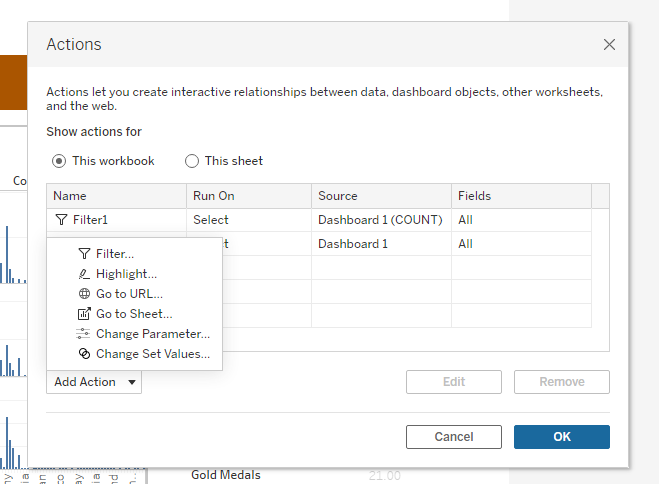 Actions
Actions let you create interactive relationships between data, dashboard objects, other worksheets,
and the web.
Show actions for
This workbook This sheet
Co
Name Run On Source Fields
Filter1 Select Dashboard 1 (COUNT) All
Dashboard 1 All
Filter...
Highlight...
Go to URL...
Go to Sheet...
Change Parameter...
Change Set Values...
Add Action Edit Remove
Cancel OK
Gold Medals 21.00